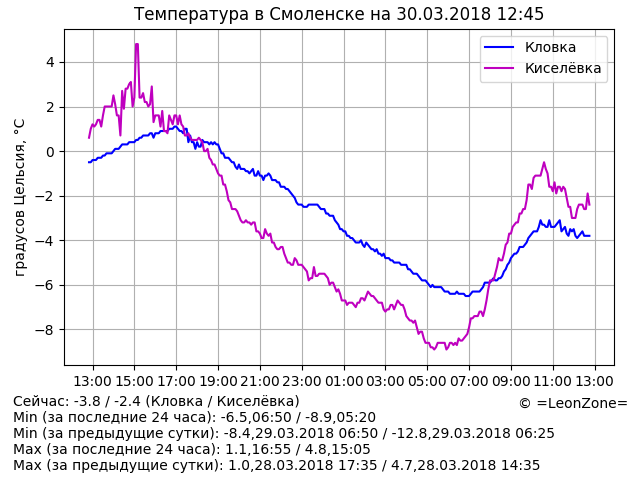 Температура в Смоленске на 30.03.2018 12:45
Кловка
Киселёвка
градусов Цельсия, °C
4
2
0
−2
−4
−6
−8
13:00 15:00 17:00 19:00 21:00 23:00 01:00 03:00 05:00 07:00 09:00 11:00 13:00
Сейчас: -3.8 / -2.4 (Кловка / Киселёвка)
© =LeonZone=
Min (за последние 24 часа): -6.5,06:50 / -8.9,05:20
Min (за предыдущие сутки): -8.4,29.03.2018 06:50 / -12.8,29.03.2018 06:25
Max (за последние 24 часа): 1.1,16:55 / 4.8,15:05
Max (за предыдущие сутки): 1.0,28.03.2018 17:35 / 4.7,28.03.2018 14:35